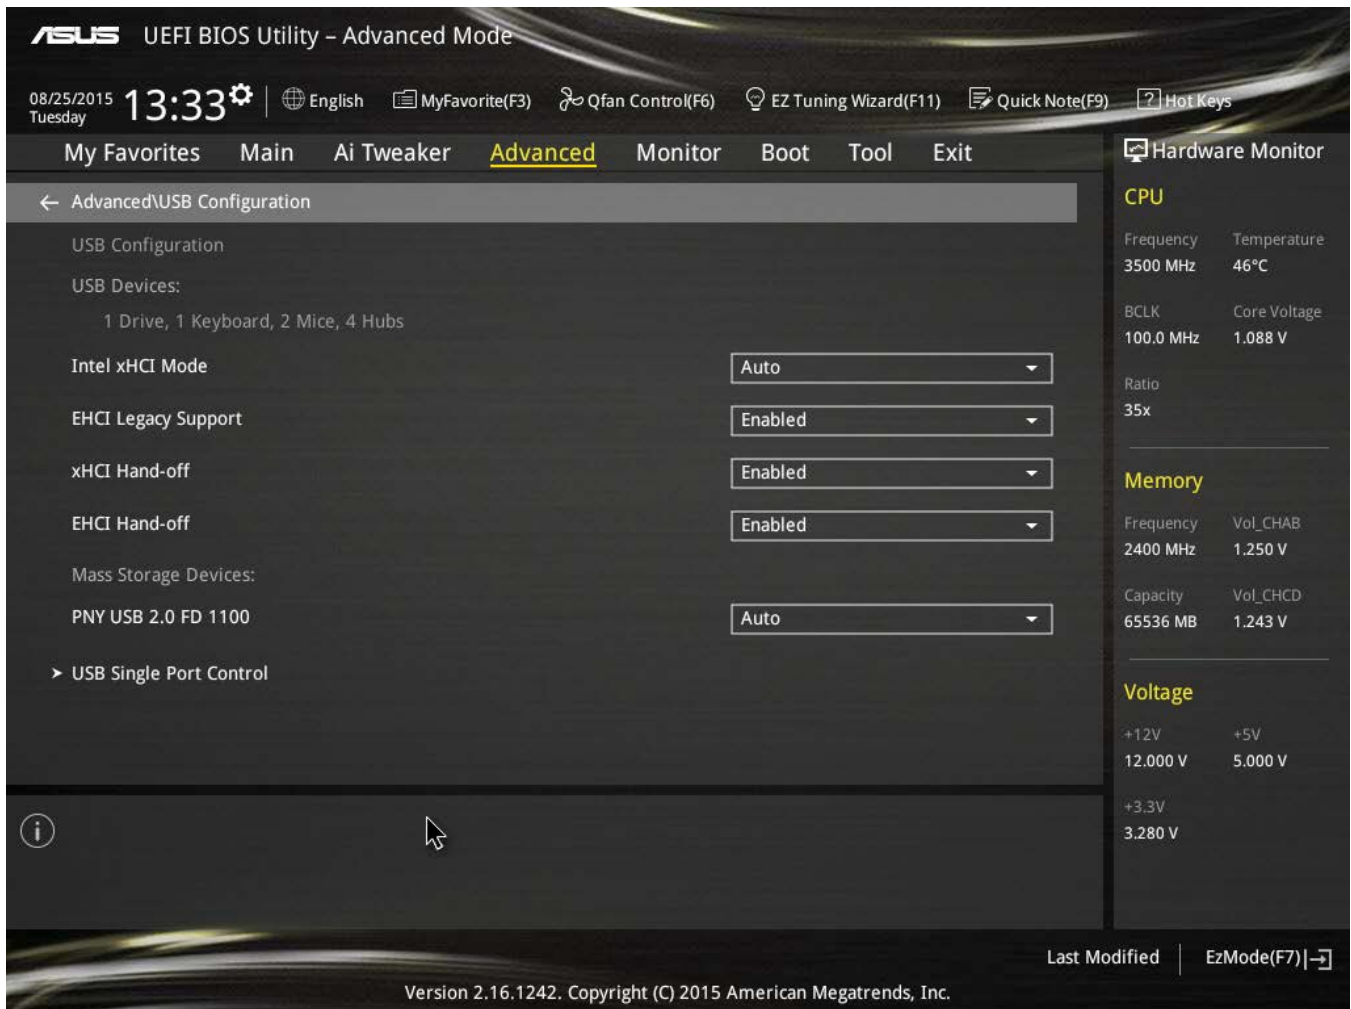 ASUS UEFI BIOS Utility – Advanced Mode
08/25/2015 Tuesday 13:33 English MyFavorite(F3) Qfan Control(F6) EZ Tuning Wizard(F11) Quick Note(F9) ? Hot Keys
My Favorites Main Ai Tweaker Advanced Monitor Boot Tool Exit
← Advanced\USB Configuration
USB Configuration
USB Devices:
1 Drive, 1 Keyboard, 2 Mice, 4 Hubs
Intel xHCI Mode Auto
EHCI Legacy Support Enabled
xHCI Hand-off Enabled
EHCI Hand-off Enabled
Mass Storage Devices:
PNY USB 2.0 FD 1100 Auto
> USB Single Port Control
Hardware Monitor
CPU
Frequency Temperature
3500 MHz 46°C
BCLK Core Voltage
100.0 MHz 1.088 V
Ratio
35x
Memory
Frequency Vol_CHAB
2400 MHz 1.250 V
Capacity Vol_CHCD
65536 MB 1.243 V
Voltage
+12V +5V
12.000 V 5.000 V
+3.3V
3.280 V
i
Last Modified EzMode(F7)
Version 2.16.1242. Copyright (C) 2015 American Megatrends, Inc.